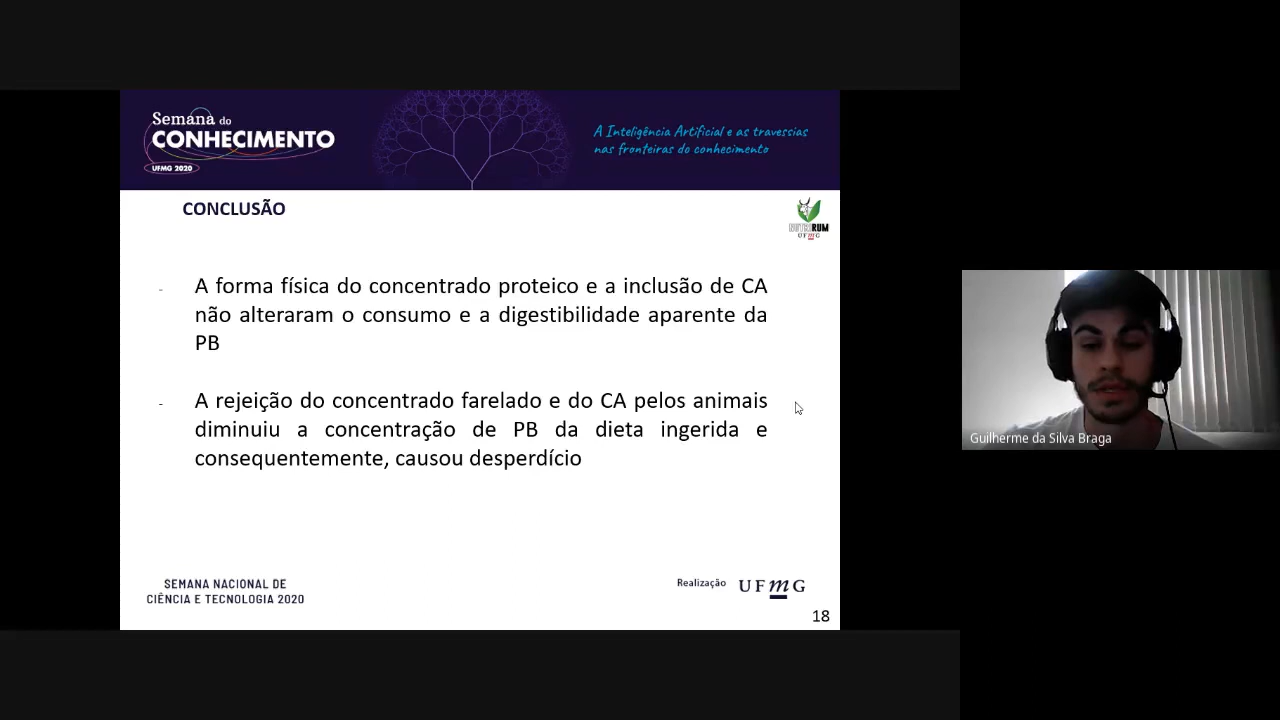 Semana do
CONHECIMENTO
UFMG 2020
A Inteligência Artificial e as travessias
nas fronteiras do conhecimento
CONCLUSÃO
NUTRIRUM
UFmG
- A forma física do concentrado proteico e a inclusão de CA
não alteraram o consumo e a digestibilidade aparente da
PB
- A rejeição do concentrado farelado e do CA pelos animais
diminuiu a concentração de PB da dieta ingerida e
consequentemente, causou desperdício
Guilherme da Silva Braga
SEMANA NACIONAL DE
CIÊNCIA E TECNOLOGIA 2020
Realização UFmG
18